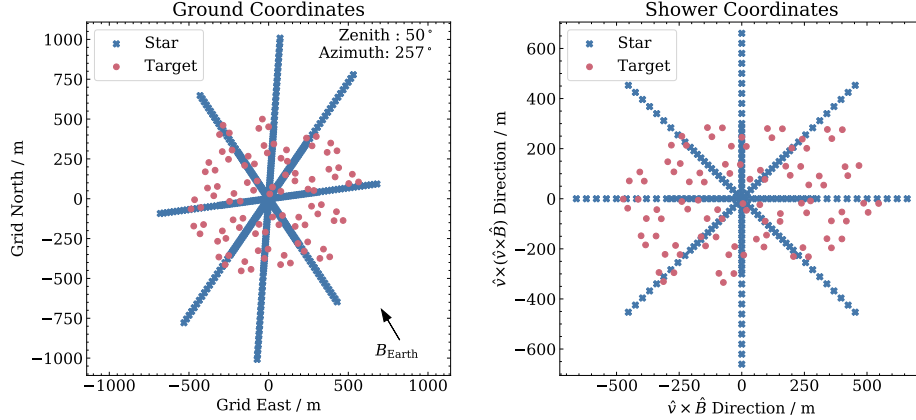 Ground Coordinates
Star
Target
Zenith : 50°
Azimuth: 257°
1000
750
500
250
0
−250
−500
−750
−1000
Grid North / m
B_Earth
−1000
−500
0
500
1000
Grid East / m
Shower Coordinates
Star
Target
600
400
200
0
−200
−400
−600
v̂×(v̂×B̂) Direction / m
−500
−250
0
250
500
v̂ × B̂ Direction / m